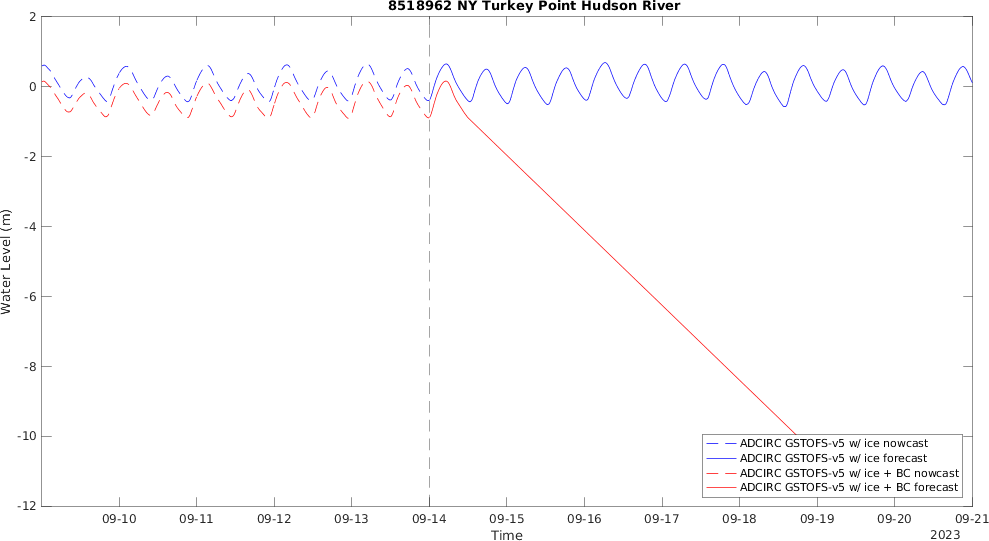 8518962 NY Turkey Point Hudson River
2
0
-2
-4
-6
-8
-10
-12
Water Level (m)
ADCIRC GSTOFS-v5 w/ ice nowcast
ADCIRC GSTOFS-v5 w/ ice forecast
ADCIRC GSTOFS-v5 w/ ice + BC nowcast
ADCIRC GSTOFS-v5 w/ ice + BC forecast
09-10 09-11 09-12 09-13 09-14 09-15 09-16 09-17 09-18 09-19 09-20 09-21
Time
2023